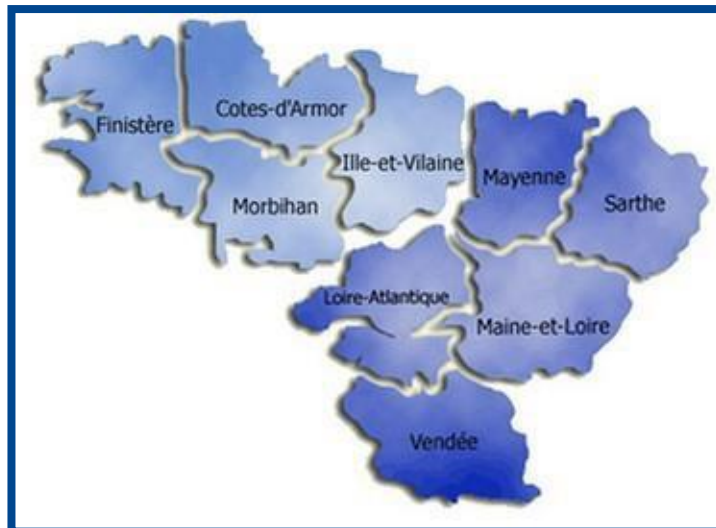 Cotes-d'Armor
Finistère
Ille-et-Vilaine
Mayenne
Morbihan
Sarthe
Loire-Atlantique
Maine-et-Loire
Vendée